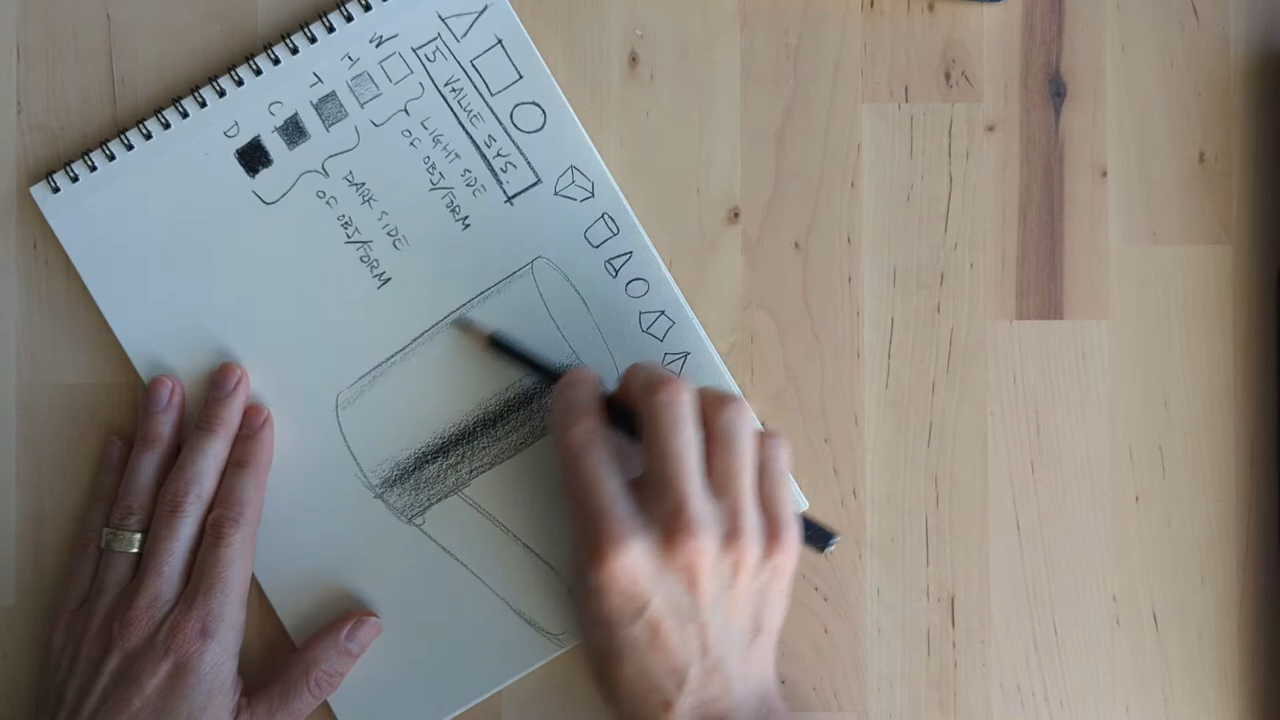 5 VALUE SYS.
W
H
T
C
D
LIGHT SIDE
OF OBJ/FORM
DARK SIDE
OF OBJ/FORM